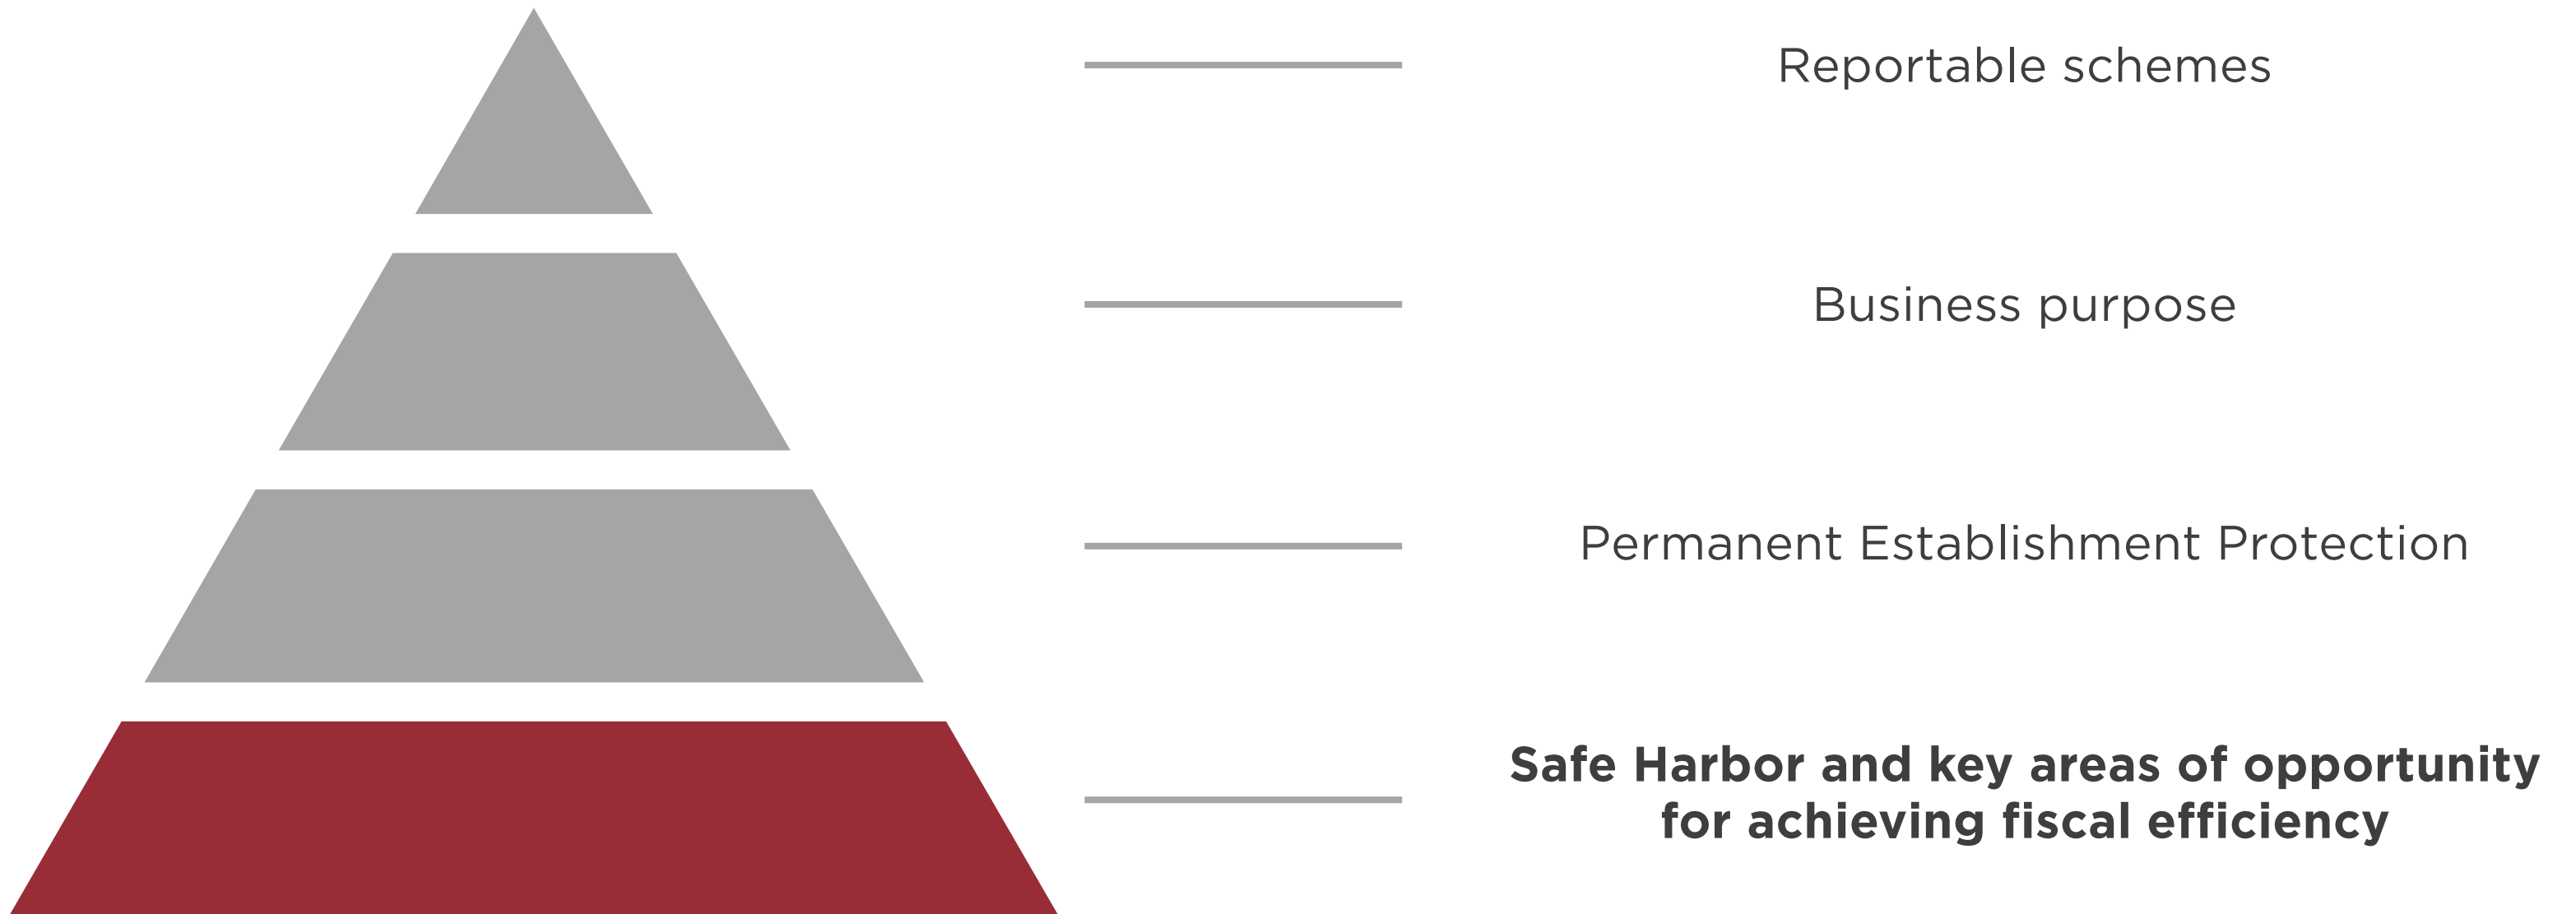 Reportable schemes
Business purpose
Permanent Establishment Protection
Safe Harbor and key areas of opportunity
for achieving fiscal efficiency